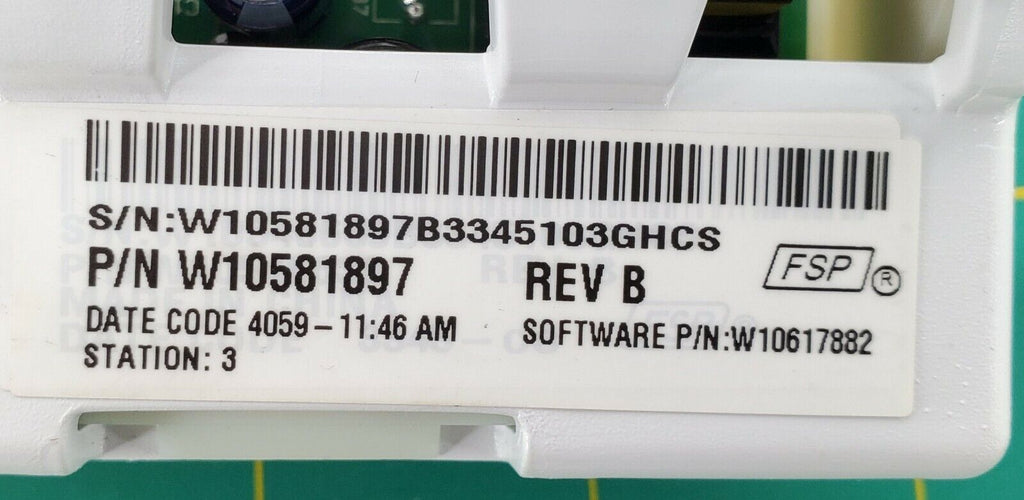 S/N:W10581897B3345103GHCS
P/N W10581897 REV B
FSP ®
DATE CODE 4059-11:46 AM SOFTWARE P/N:W10617882
STATION: 3